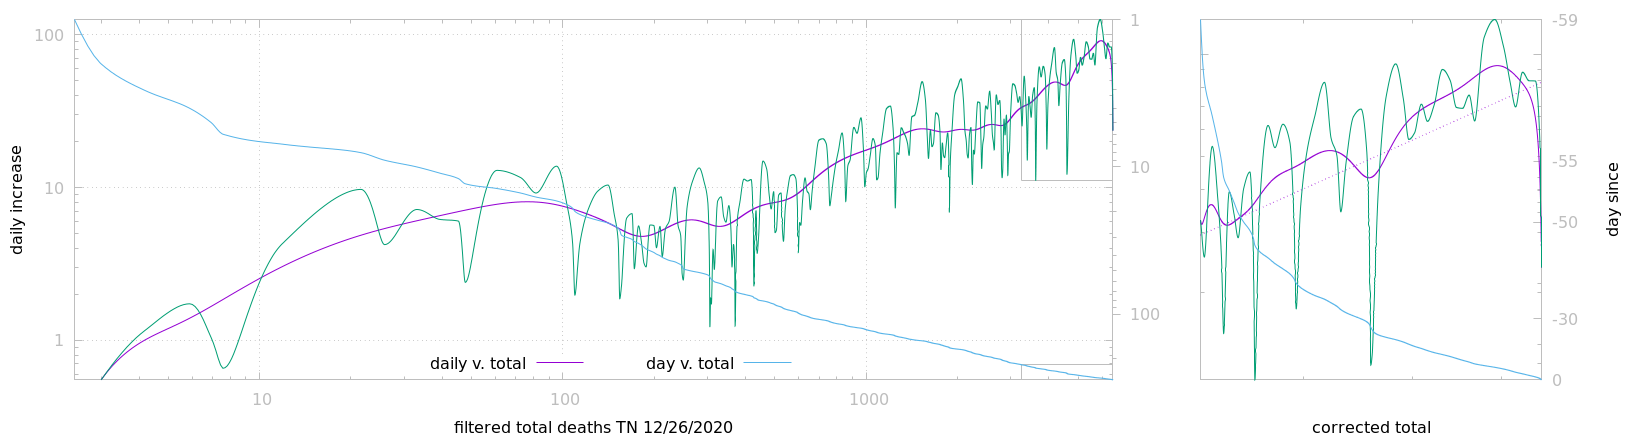 100
10
1
daily increase
10
100
1000
1
10
100
daily v. total
day v. total
filtered total deaths TN 12/26/2020
-59
-55
-50
-30
0
day since
corrected total